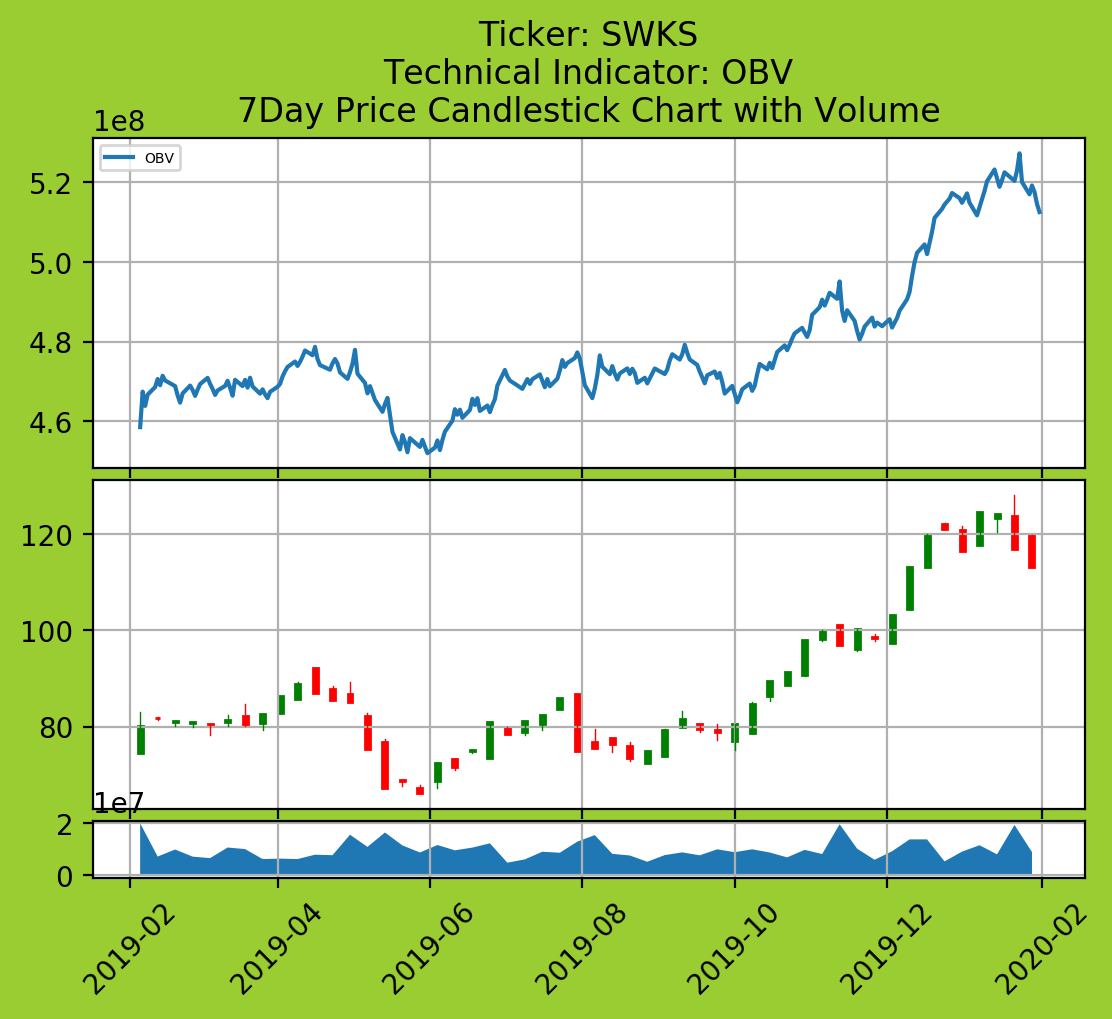 Ticker: SWKS
Technical Indicator: OBV
7Day Price Candlestick Chart with Volume
1e8
OBV
5.2
5.0
4.8
4.6
120
100
80
1e7
2
0
2019-02
2019-04
2019-06
2019-08
2019-10
2019-12
2020-02